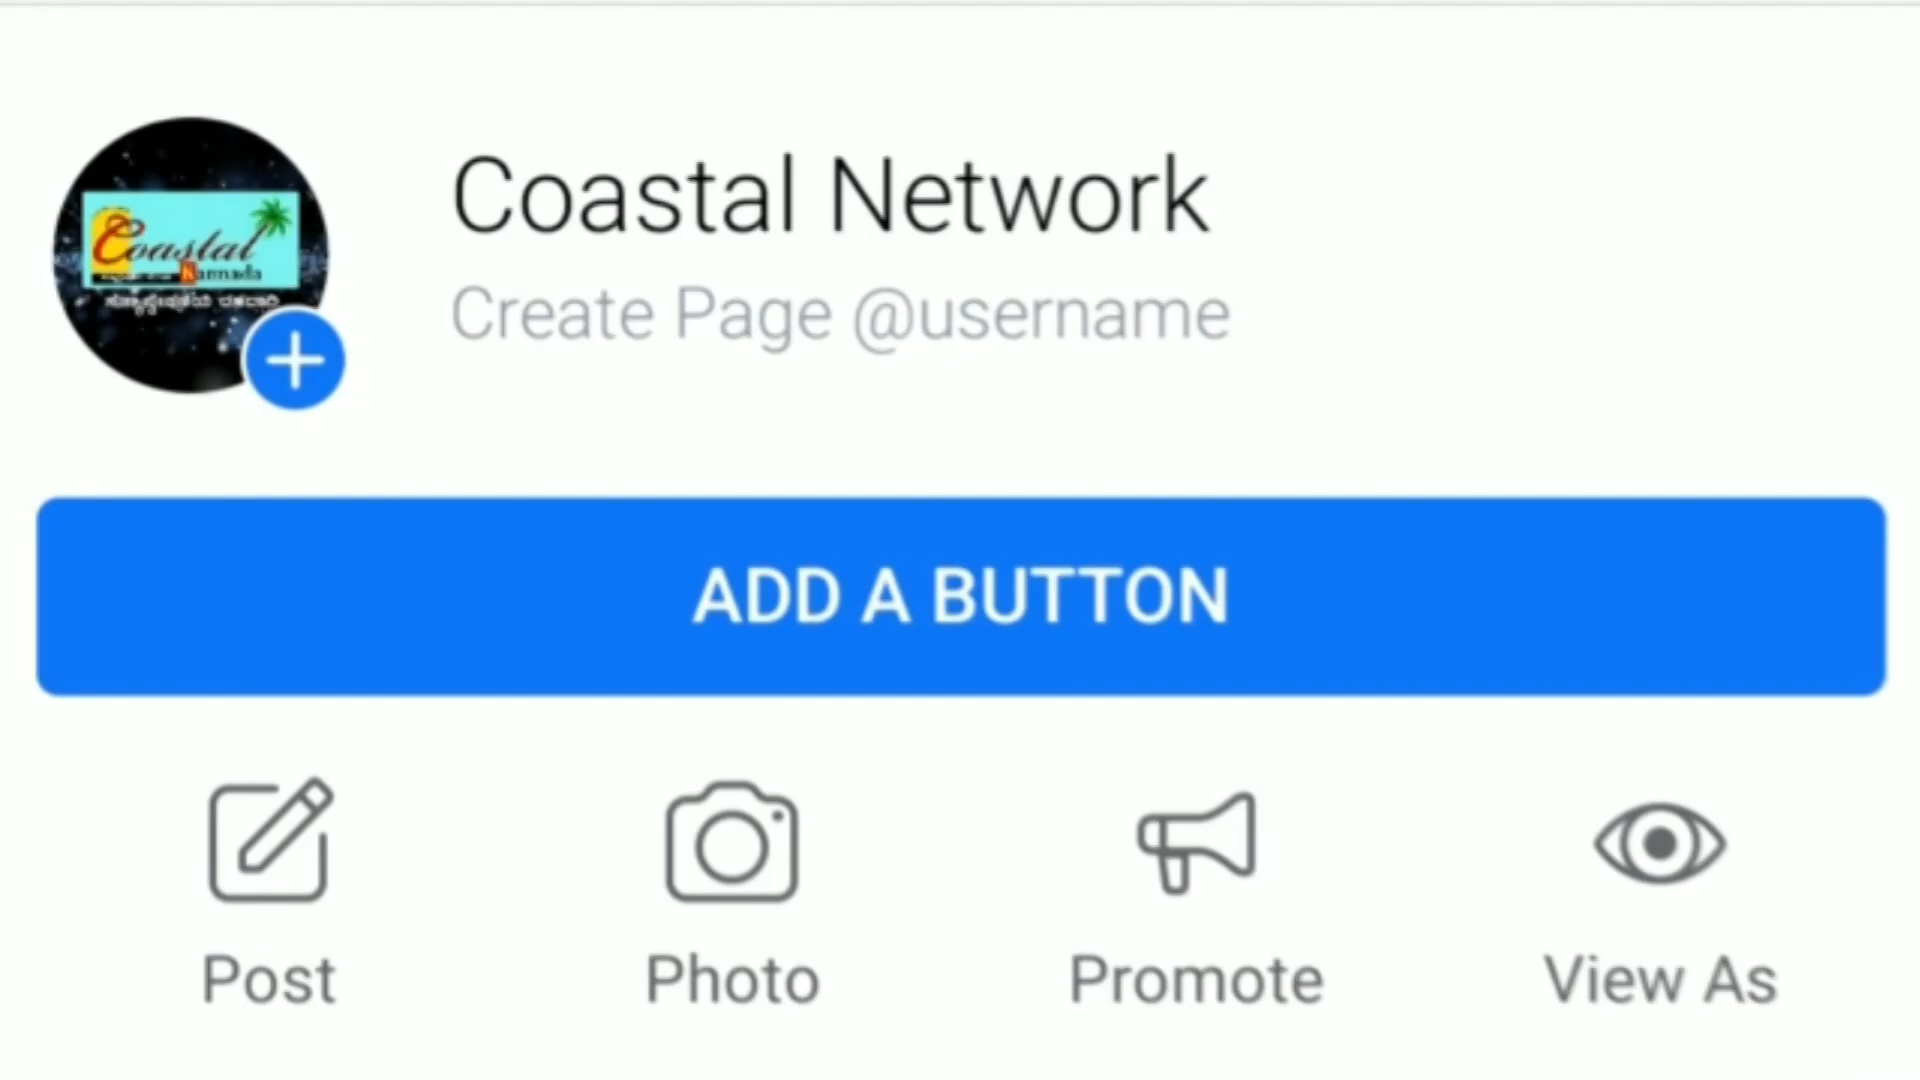 Coastal Network
Create Page @username
Coastal
Kannada
ADD A BUTTON
Post
Photo
Promote
View As